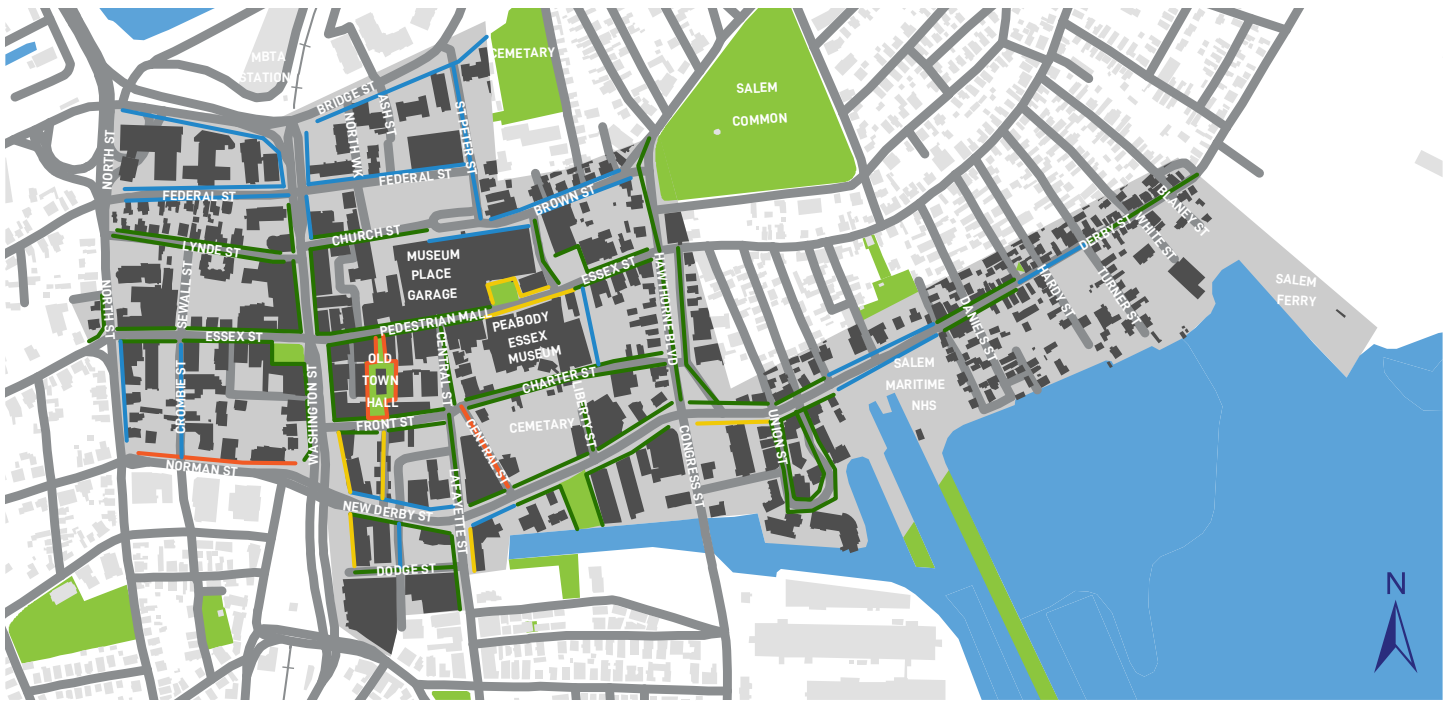 MBTA
STATION
CEMETARY
SALEM
COMMON
BRIDGE ST
ASH ST
NORTH WK
ST PETER ST
NORTH ST
FEDERAL ST
FEDERAL ST
BROWN ST
CHURCH ST
LYNDE ST
SEWALL ST
NORTH ST
ESSEX ST
MUSEUM
PLACE
GARAGE
ESSEX ST
HAWTHORNE BLVD
PEDESTRIAN MALL
PEABODY
ESSEX
MUSEUM
CENTRAL ST
OLD
TOWN
HALL
CROMBIE ST
WASHINGTON ST
CHARTER ST
LIBERTY ST
FRONT ST
CEMETARY
CENTRAL ST
NORMAN ST
LAFAYETTE ST
NEW DERBY ST
DODGE ST
CONGRESS ST
UNION ST
SALEM
MARITIME
NHS
DANIELS ST
HARDY ST
TURNER ST
DERBY ST
WHITE ST
BLANEY ST
SALEM
FERRY
N